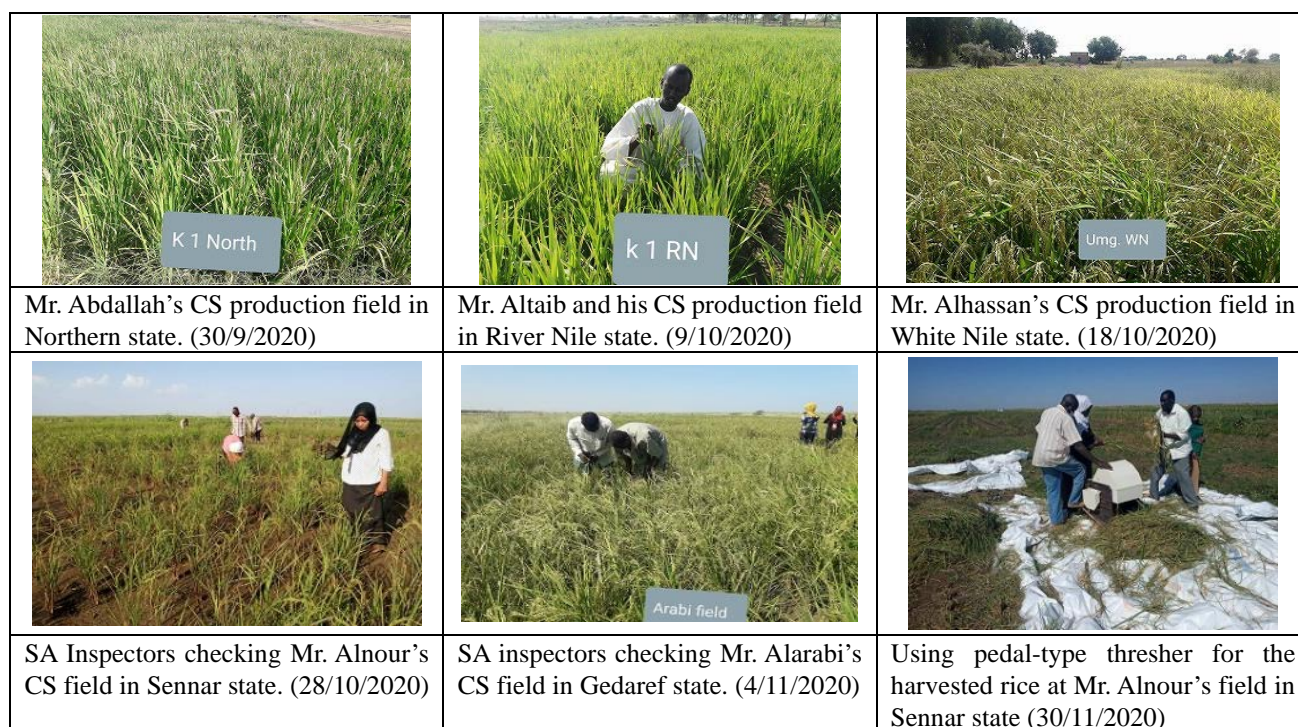 K 1 North
k 1 RN
Umg. WN
Mr. Abdallah's CS production field in
Northern state. (30/9/2020)
Mr. Altaib and his CS production field
in River Nile state. (9/10/2020)
Mr. Alhassan's CS production field in
White Nile state. (18/10/2020)
Arabi field
SA Inspectors checking Mr. Alnour's
CS field in Sennar state. (28/10/2020)
SA inspectors checking Mr. Alarabi's
CS field in Gedaref state. (4/11/2020)
Using pedal-type thresher for the
harvested rice at Mr. Alnour's field in
Sennar state (30/11/2020)